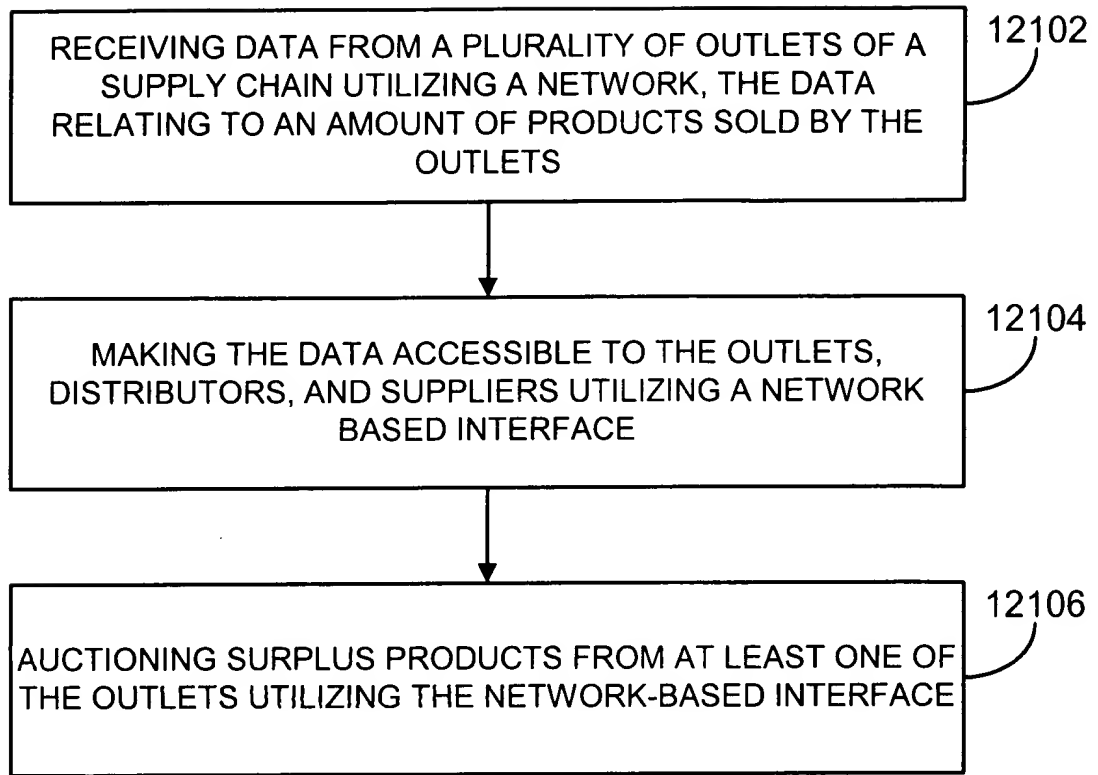 12102
RECEIVING DATA FROM A PLURALITY OF OUTLETS OF A
SUPPLY CHAIN UTILIZING A NETWORK, THE DATA
RELATING TO AN AMOUNT OF PRODUCTS SOLD BY THE
OUTLETS
12104
MAKING THE DATA ACCESSIBLE TO THE OUTLETS,
DISTRIBUTORS, AND SUPPLIERS UTILIZING A NETWORK
BASED INTERFACE
12106
AUCTIONING SURPLUS PRODUCTS FROM AT LEAST ONE OF
THE OUTLETS UTILIZING THE NETWORK-BASED INTERFACE